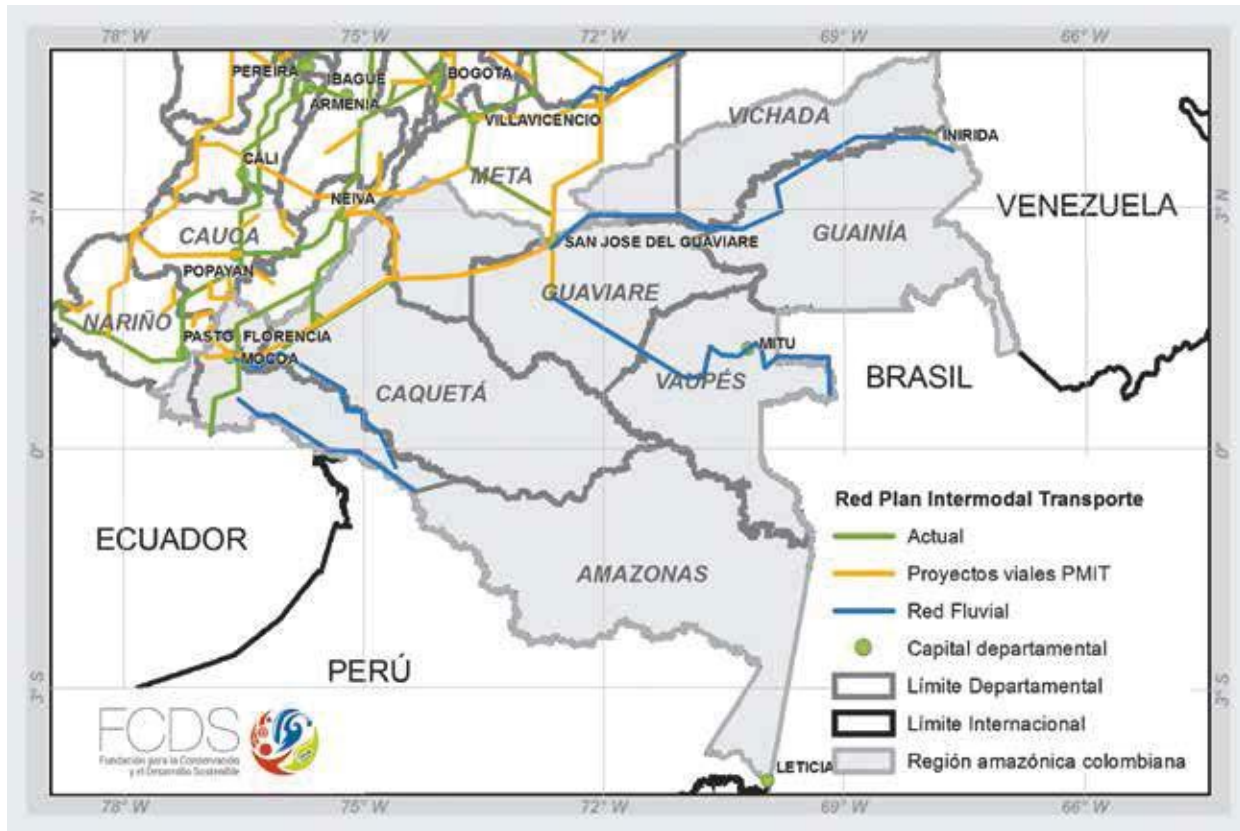 78° W 75° W 72° W 69° W 66° W
PEREIRA
IBAGUE
BOGOTA
ARMENIA
VILLAVICENCIO
VICHADA
INIRIDA
CALI
META
NEIVA
3° N
VENEZUELA
3° N
CAUCA
SAN JOSE DEL GUAVIARE
GUAINÍA
POPAYAN
GUAVIARE
NARIÑO
PASTO
FLORENCIA
MITU
MOCOA
CAQUETÁ
VAUPÉS
BRASIL
0°
0°
Red Plan Intermodal Transporte
ECUADOR
Actual
AMAZONAS
Proyectos viales PMIT
Red Fluvial
PERÚ
Capital departamental
3° S
Límite Departamental
3° S
FCDS
Fundación para la Conservación
y el Desarrollo Sostenible
Límite Internacional
LETICIA
Región amazónica colombiana
78° W 75° W 72° W 69° W 66° W